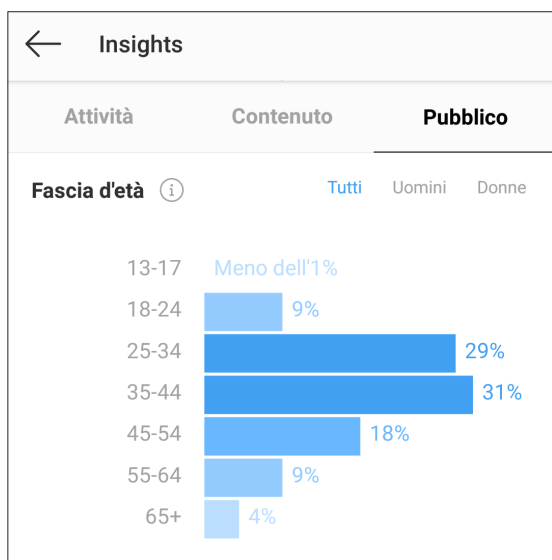 Insights
Attività Contenuto Pubblico
Fascia d'età i Tutti Uomini Donne
13-17 Meno dell'1%
18-24 9%
25-34 29%
35-44 31%
45-54 18%
55-64 9%
65+ 4%